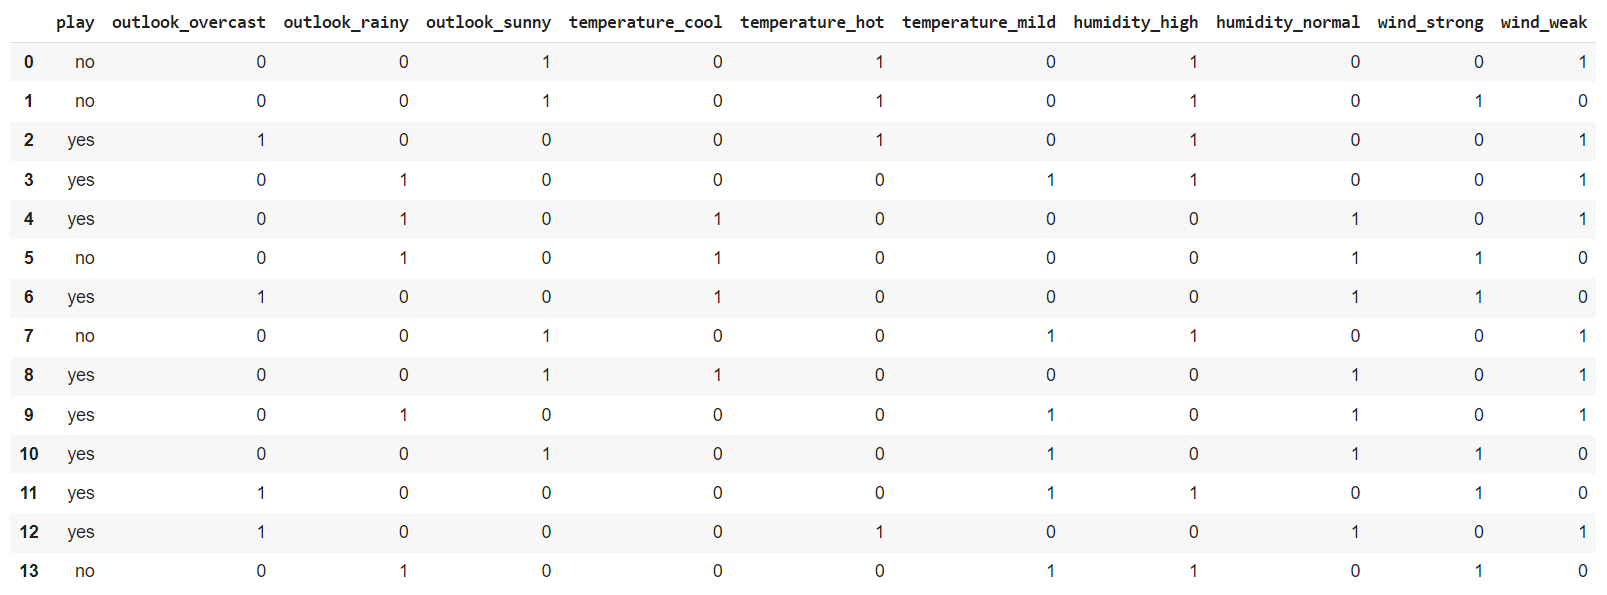 play outlook_overcast outlook_rainy outlook_sunny temperature_cool temperature_hot temperature_mild humidity_high humidity_normal wind_strong wind_weak
0 no 0 0 1 0 1 0 1 0 0 1
1 no 0 0 1 0 1 0 1 0 1 0
2 yes 1 0 0 0 1 0 1 0 0 1
3 yes 0 1 0 0 0 1 1 0 0 1
4 yes 0 1 0 1 0 0 0 1 0 1
5 no 0 1 0 1 0 0 0 1 1 0
6 yes 1 0 0 1 0 0 0 1 1 0
7 no 0 0 1 0 0 1 1 0 0 1
8 yes 0 0 1 1 0 0 0 1 0 1
9 yes 0 1 0 0 0 1 0 1 0 1
10 yes 0 0 1 0 0 1 0 1 1 0
11 yes 1 0 0 0 0 1 1 0 1 0
12 yes 1 0 0 0 1 0 0 1 0 1
13 no 0 1 0 0 0 1 1 0 1 0